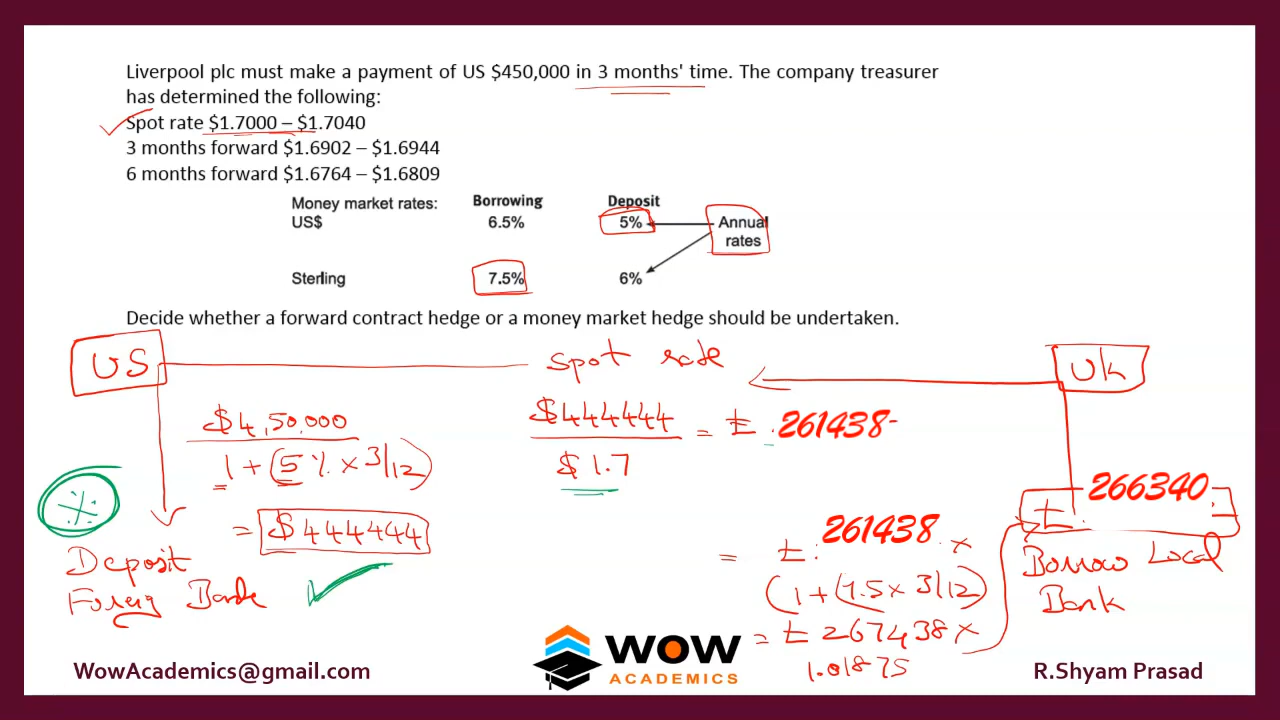 Liverpool plc must make a payment of US $450,000 in 3 months' time. The company treasurer
has determined the following:
Spot rate $1.7000 – $1.7040
3 months forward $1.6902 – $1.6944
6 months forward $1.6764 – $1.6809
Money market rates: Borrowing Deposit
US$ 6.5% 5% Annual
rates
Sterling 7.5% 6%
Decide whether a forward contract hedge or a money market hedge should be undertaken.
US Spot rate UK
$4,50,000
1 + (5% × 3/12)
= $444444
$444444
$1.7
= £ 261438
Deposit
Foreig Bank
£ 266340
Borrow Local
Bank
= £ 261438 ×
(1 + (7.5 × 3/12)
= £ 267438 ×
1.01875
WOW
ACADEMICS
WowAcademics@gmail.com
R.Shyam Prasad